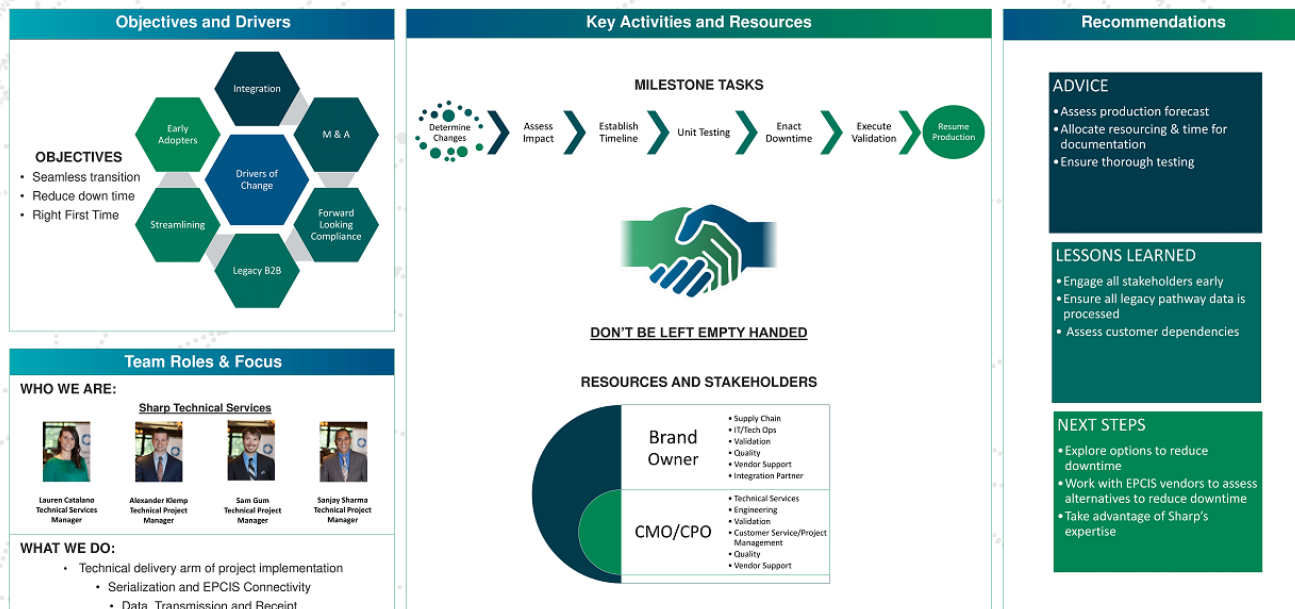 Objectives and Drivers
OBJECTIVES
• Seamless transition
• Reduce down time
• Right First Time
Integration
Early
Adopters
M & A
Drivers of
Change
Streamlining
Forward
Looking
Compliance
Legacy B2B
Team Roles & Focus
WHO WE ARE:
Sharp Technical Services
Lauren Catalano
Technical Services
Manager
Alexander Klemp
Technical Project
Manager
Sam Gum
Technical Project
Manager
Sanjay Sharma
Technical Project
Manager
WHAT WE DO:
• Technical delivery arm of project implementation
• Serialization and EPCIS Connectivity
• Data Transmission and Receipt
Key Activities and Resources
MILESTONE TASKS
Determine
Changes
Assess
Impact
Establish
Timeline
Unit Testing
Enact
Downtime
Execute
Validation
Resume
Production
DON'T BE LEFT EMPTY HANDED
RESOURCES AND STAKEHOLDERS
Brand
Owner
• Supply Chain
• IT/Tech Ops
• Validation
• Quality
• Vendor Support
• Integration Partner
CMO/CPO
• Technical Services
• Engineering
• Validation
• Customer Service/Project
Management
• Quality
• Vendor Support
Recommendations
ADVICE
• Assess production forecast
• Allocate resourcing & time for
documentation
• Ensure thorough testing
LESSONS LEARNED
• Engage all stakeholders early
• Ensure all legacy pathway data is
processed
• Assess customer dependencies
NEXT STEPS
• Explore options to reduce
downtime
• Work with EPCIS vendors to assess
alternatives to reduce downtime
• Take advantage of Sharp's
expertise